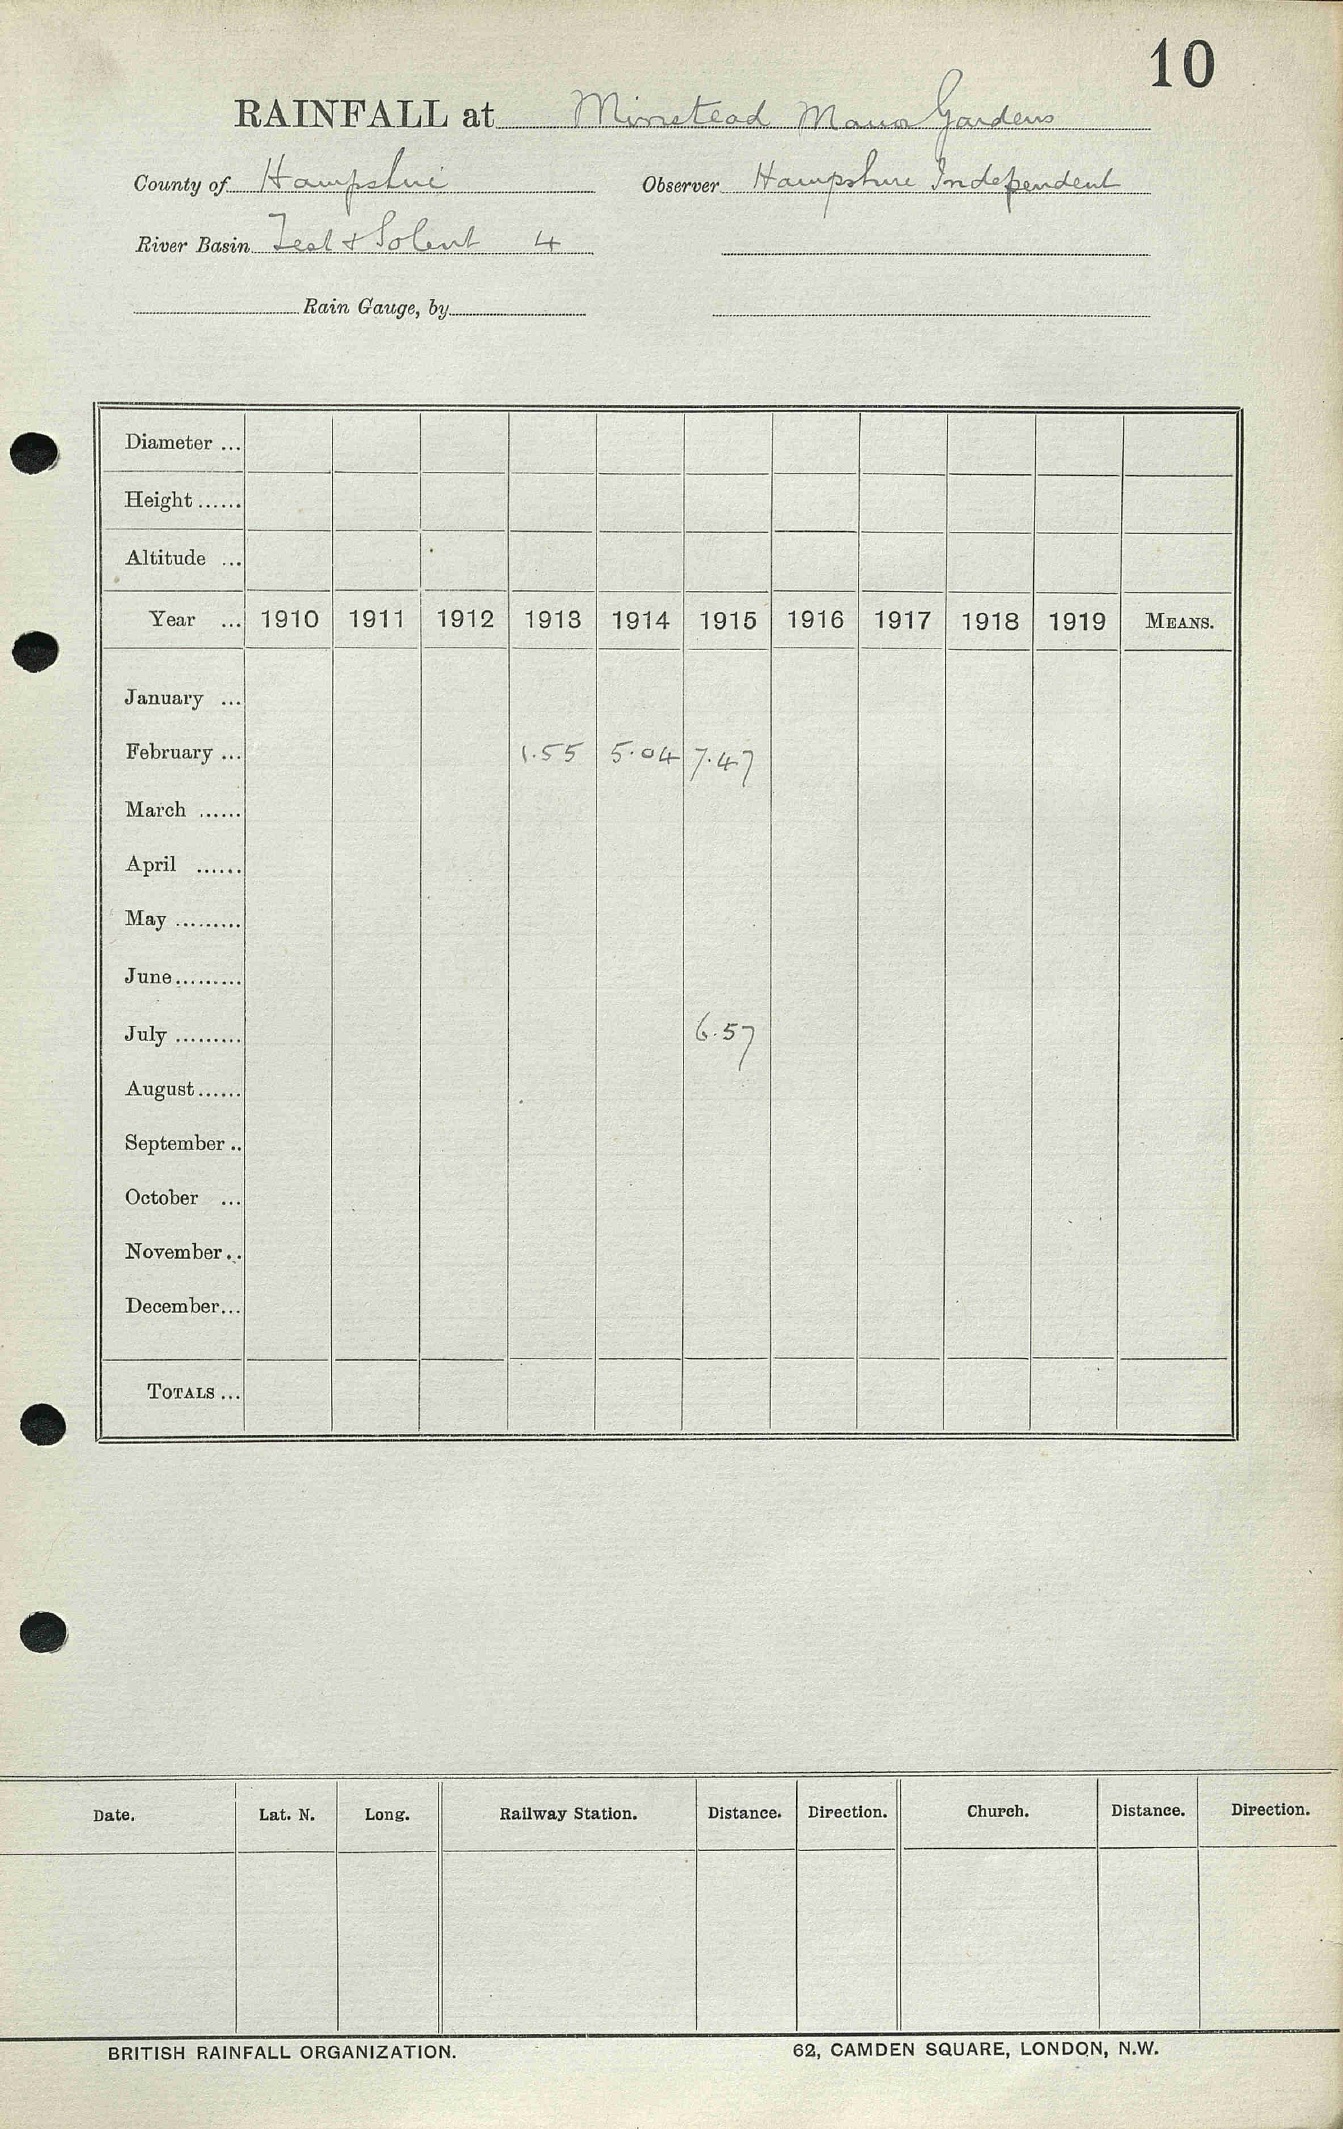 10
RAINFALL at Minstead Manor Gardens
County of Hampshire Observer Hampshire Independent
River Basin Test & Solent 4
Rain Gauge, by
Diameter ...
Height ......
Altitude ...
Year ... 1910 1911 1912 1913 1914 1915 1916 1917 1918 1919 MEANS.
January ...
February ... 1.55 5.04 7.47
March ......
April ......
May .........
June.........
July ......... 6.57
August......
September ..
October ...
November..
December...
TOTALS ...
Date. Lat. N. Long. Railway Station. Distance. Direction. Church. Distance. Direction.
BRITISH RAINFALL ORGANIZATION. 62, CAMDEN SQUARE, LONDON, N.W.